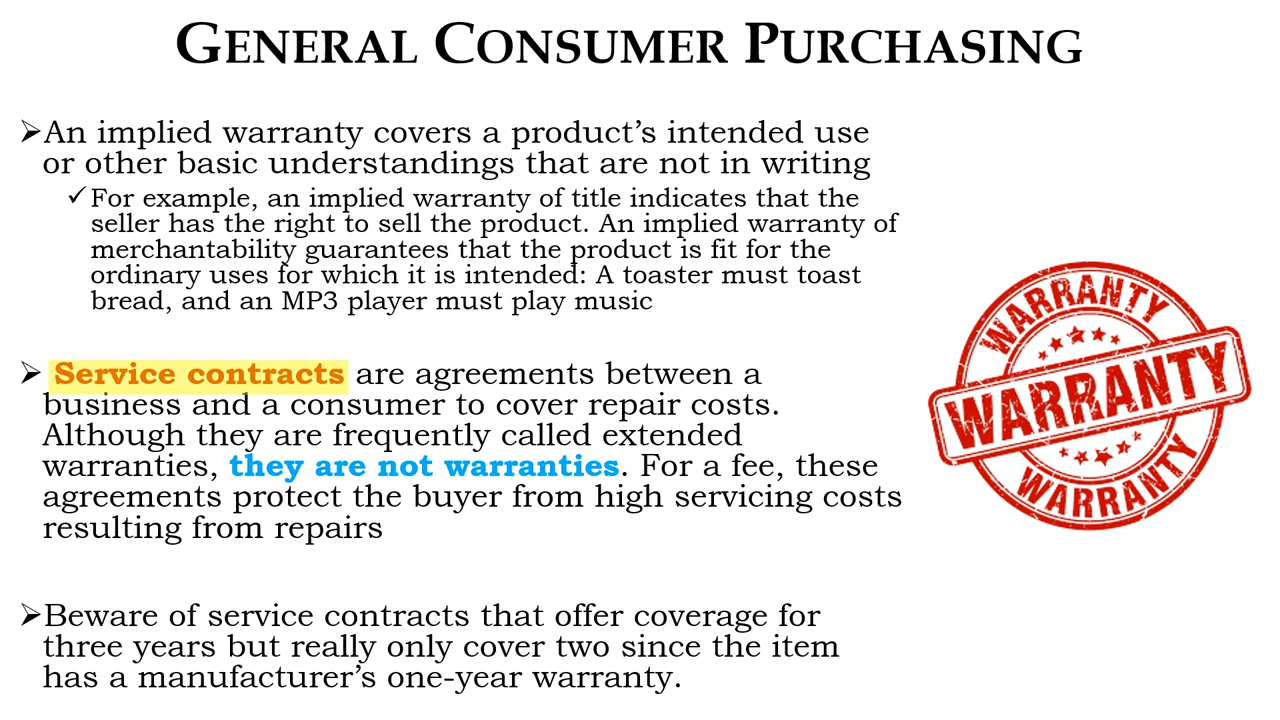 GENERAL CONSUMER PURCHASING
➢An implied warranty covers a product’s intended use
or other basic understandings that are not in writing
✓For example, an implied warranty of title indicates that the
seller has the right to sell the product. An implied warranty of
merchantability guarantees that the product is fit for the
ordinary uses for which it is intended: A toaster must toast
bread, and an MP3 player must play music
➢ Service contracts are agreements between a
business and a consumer to cover repair costs.
Although they are frequently called extended
warranties, they are not warranties. For a fee, these
agreements protect the buyer from high servicing costs
resulting from repairs
➢Beware of service contracts that offer coverage for
three years but really only cover two since the item
has a manufacturer’s one-year warranty.
WARRANTY
WARRANTY
WARRANTY